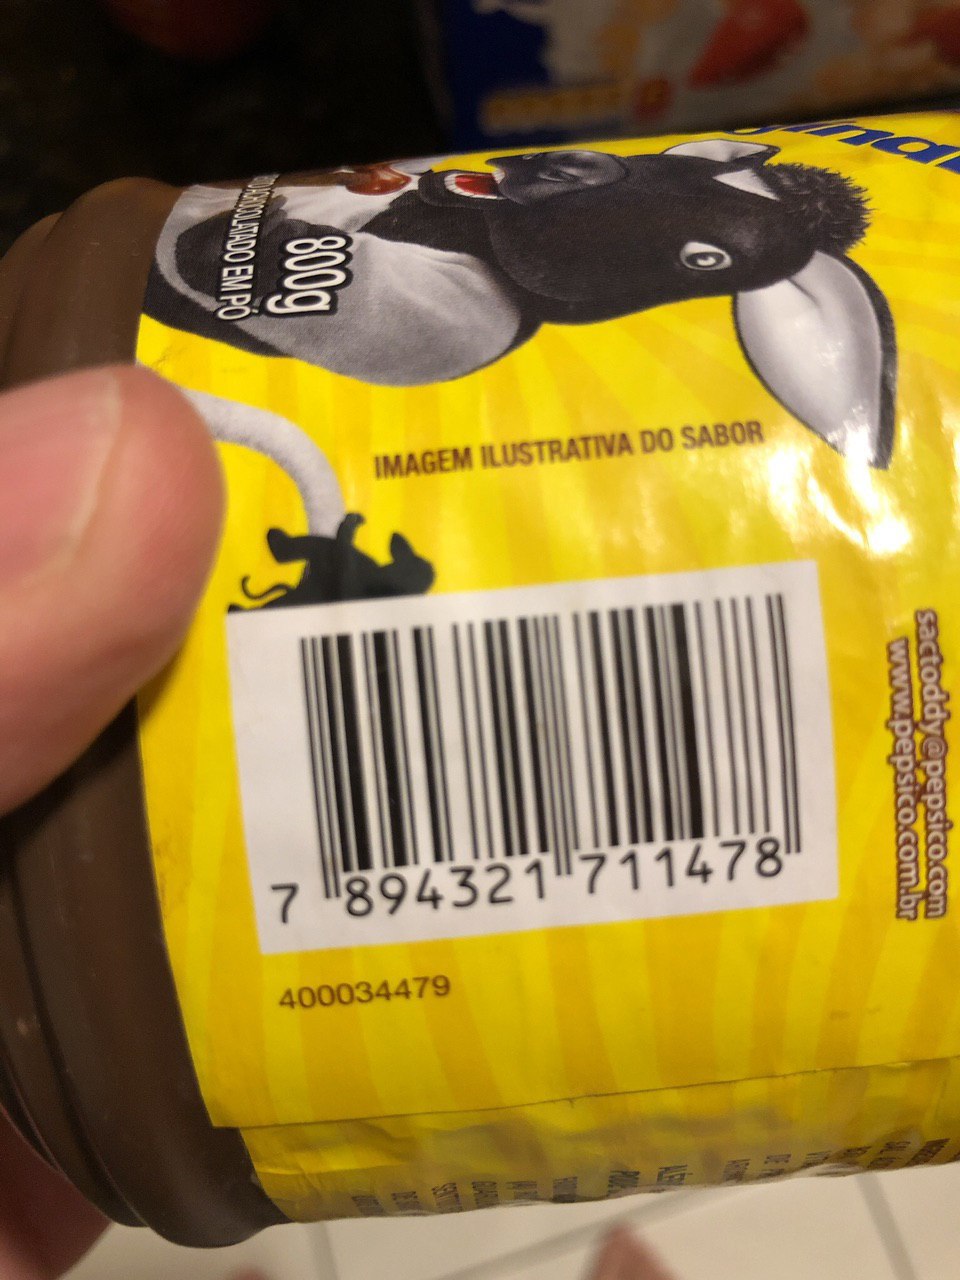 800g
ACHOCOLATADO EM PÓ
IMAGEM ILUSTRATIVA DO SABOR
7 894321 711478
400034479
sactoddy@pepsico.com
www.pepsico.com.br